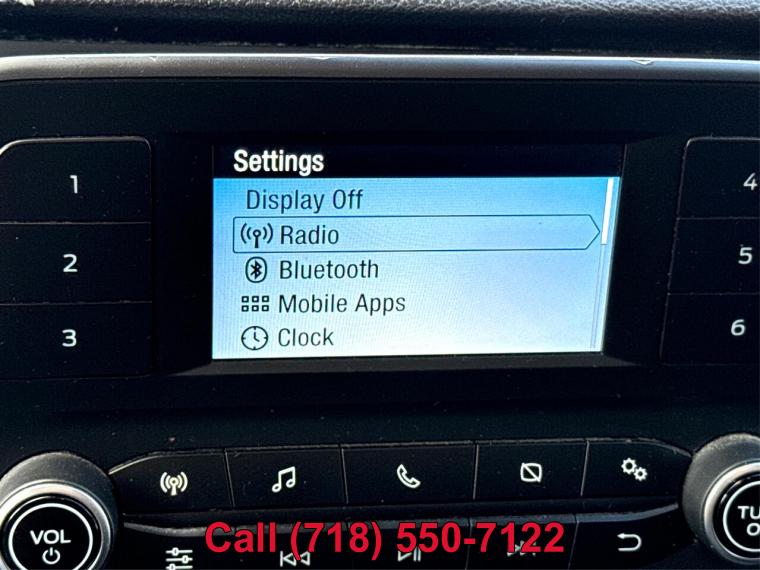 Settings
Display Off
Radio
Bluetooth
Mobile Apps
Clock
1
2
3
4
5
6
VOL
TU
Call (718) 550-7122